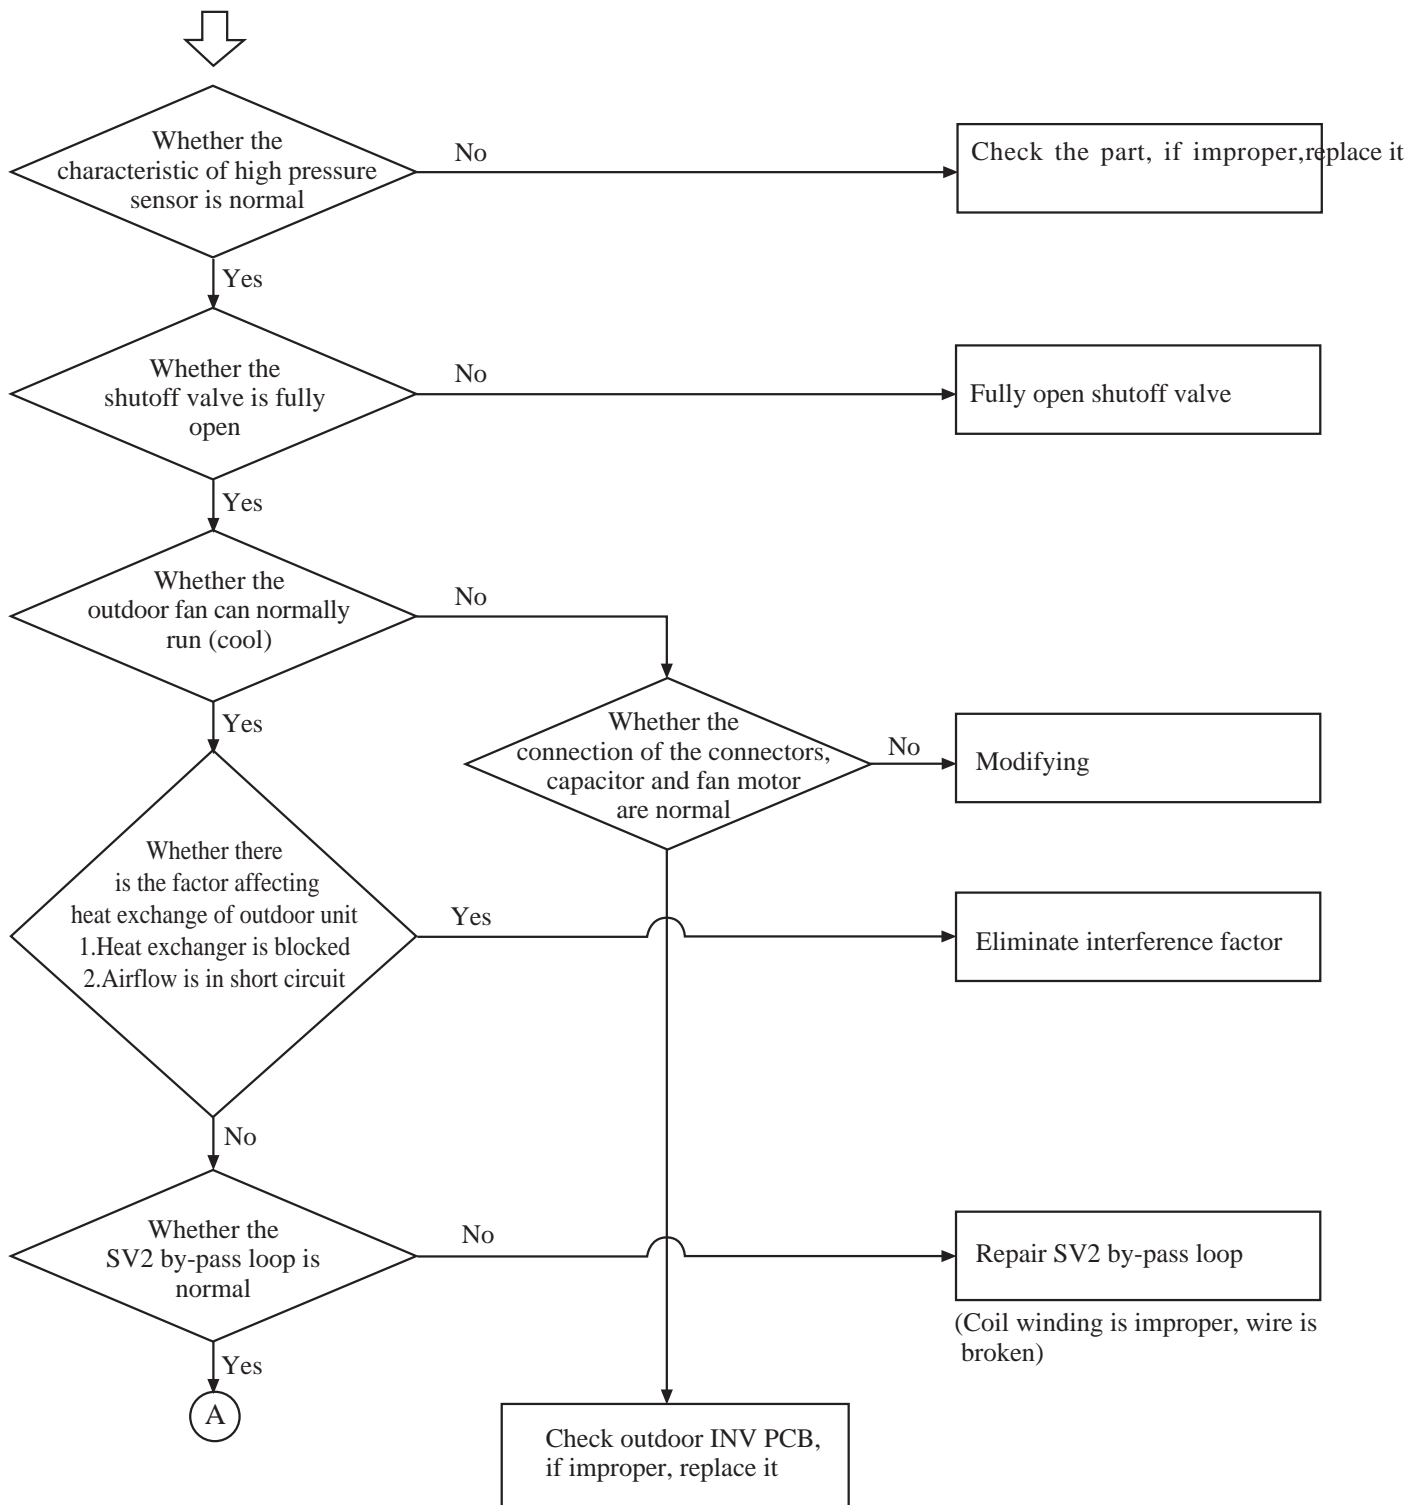 Whether the
characteristic of high pressure
sensor is normal
No
Check the part, if improper,replace it
Yes
Whether the
shutoff valve is fully
open
No
Fully open shutoff valve
Yes
Whether the
outdoor fan can normally
run (cool)
No
Yes
Whether the
connection of the connectors,
capacitor and fan motor
are normal
No
Modifying
Whether there
is the factor affecting
heat exchange of outdoor unit
1.Heat exchanger is blocked
2.Airflow is in short circuit
Yes
Eliminate interference factor
No
Whether the
SV2 by-pass loop is
normal
No
Repair SV2 by-pass loop
(Coil winding is improper, wire is
broken)
Yes
A
Check outdoor INV PCB,
if improper, replace it